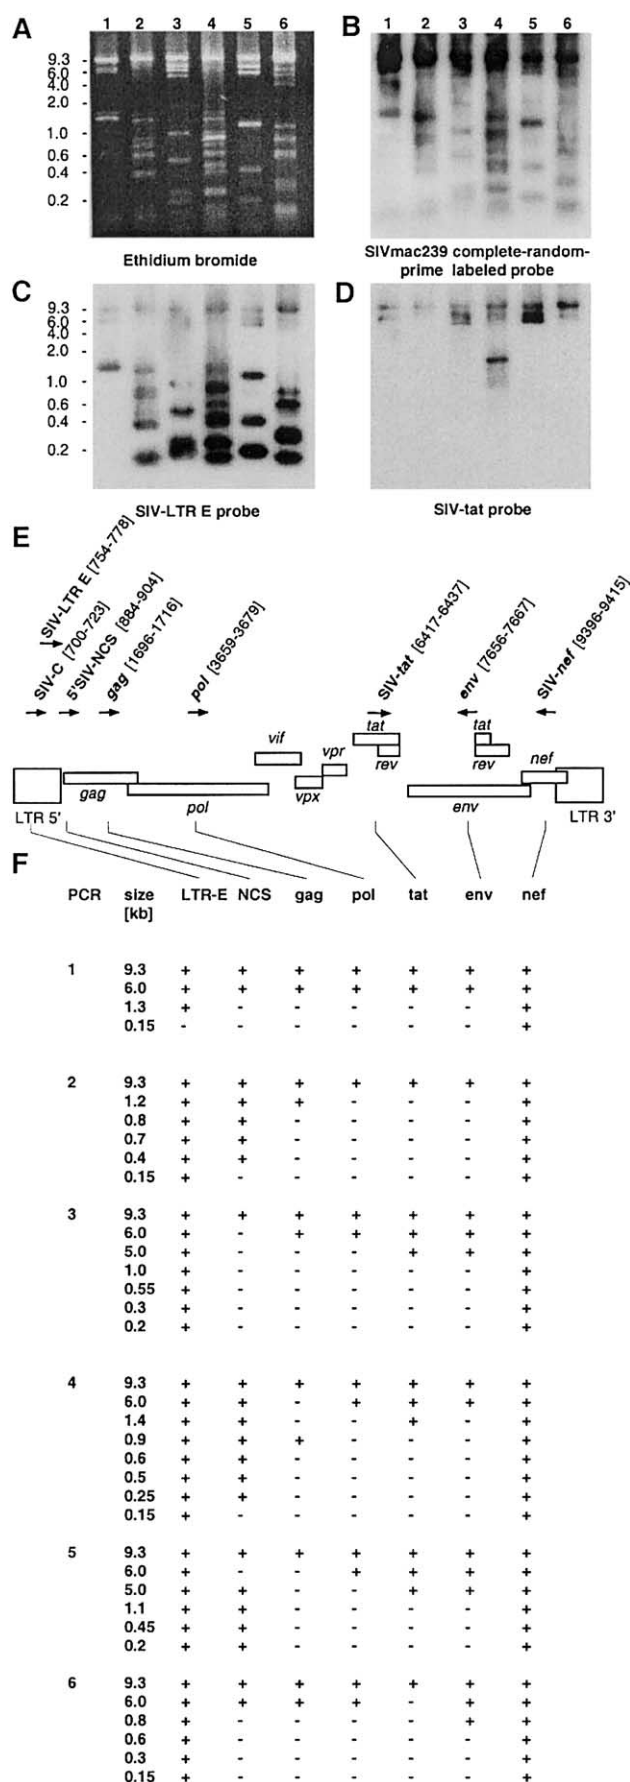 A
1 2 3 4 5 6
9.3 -
6.0 -
4.0 -
2.0 -
1.0 -
0.6 -
0.4 -
0.2 -
Ethidium bromide
B
1 2 3 4 5 6
SIVmac239 complete-random-
prime labeled probe
C
9.3 -
6.0 -
4.0 -
2.0 -
1.0 -
0.6 -
0.4 -
0.2 -
SIV-LTR E probe
D
SIV-tat probe
E
SIV-LTR E [754-778]
SIV-C [700-723]
5'SIV-NCS [884-904]
gag [1696-1716]
pol [3659-3679]
SIV-tat [6417-6437]
env [7656-7667]
SIV-nef [9396-9415]
LTR 5'
gag
pol
vif
vpx
vpr
tat
rev
env
tat
rev
nef
LTR 3'
F
PCR size LTR-E NCS gag pol tat env nef
[kb]
1 9.3 + + + + + + +
6.0 + + + + + + +
1.3 + - - - - - +
0.15 - - - - - - +
2 9.3 + + + + + + +
1.2 + + + - - - +
0.8 + + - - - - +
0.7 + + - - - - +
0.4 + + - - - - +
0.15 + - - - - - +
3 9.3 + + + + + + +
6.0 + - + + + + +
5.0 + - - - + + +
1.0 + - - - - - +
0.55 + - - - - - +
0.3 + - - - - - +
0.2 + - - - - - +
4 9.3 + + + + + + +
6.0 + + - + + + +
1.4 + + - - + - +
0.9 + + + - - - +
0.6 + + - - - - +
0.5 + + - - - - +
0.25 + + - - - - +
0.15 + - - - - - +
5 9.3 + + + + + + +
6.0 + - - + + + +
5.0 + + - - + + +
1.1 + + - - - - +
0.45 + + - - - - +
0.2 + + - - - - +
6 9.3 + + + + + + +
6.0 + + + + - + +
0.8 + - - - - + +
0.6 + - - - - - +
0.3 + - - - - - +
0.15 + - - - - - +